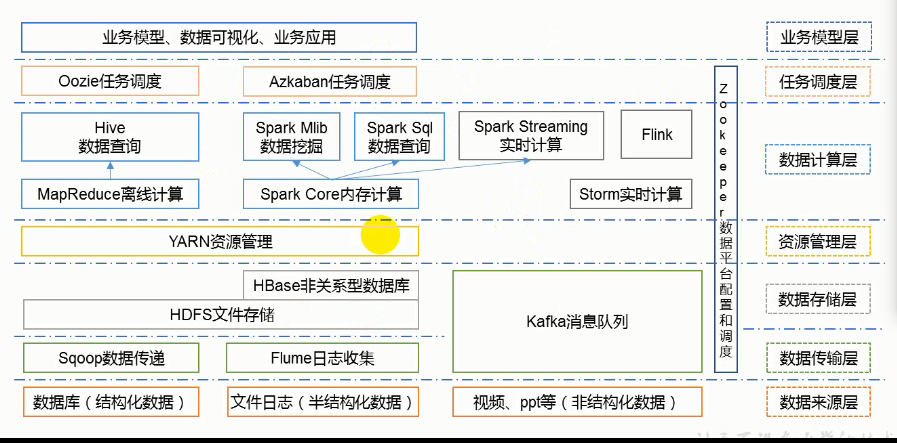 业务模型、数据可视化、业务应用
业务模型层
Oozie任务调度
Azkaban任务调度
任务调度层
Hive
数据查询
Spark Mlib
数据挖掘
Spark Sql
数据查询
Spark Streaming
实时计算
Flink
数据计算层
MapReduce离线计算
Spark Core内存计算
Storm实时计算
Zookeeper数据平台配置和调度
YARN资源管理
资源管理层
HBase非关系型数据库
HDFS文件存储
Kafka消息队列
数据存储层
Sqoop数据传递
Flume日志收集
数据传输层
数据库（结构化数据）
文件日志（半结构化数据）
视频、ppt等（非结构化数据）
数据来源层